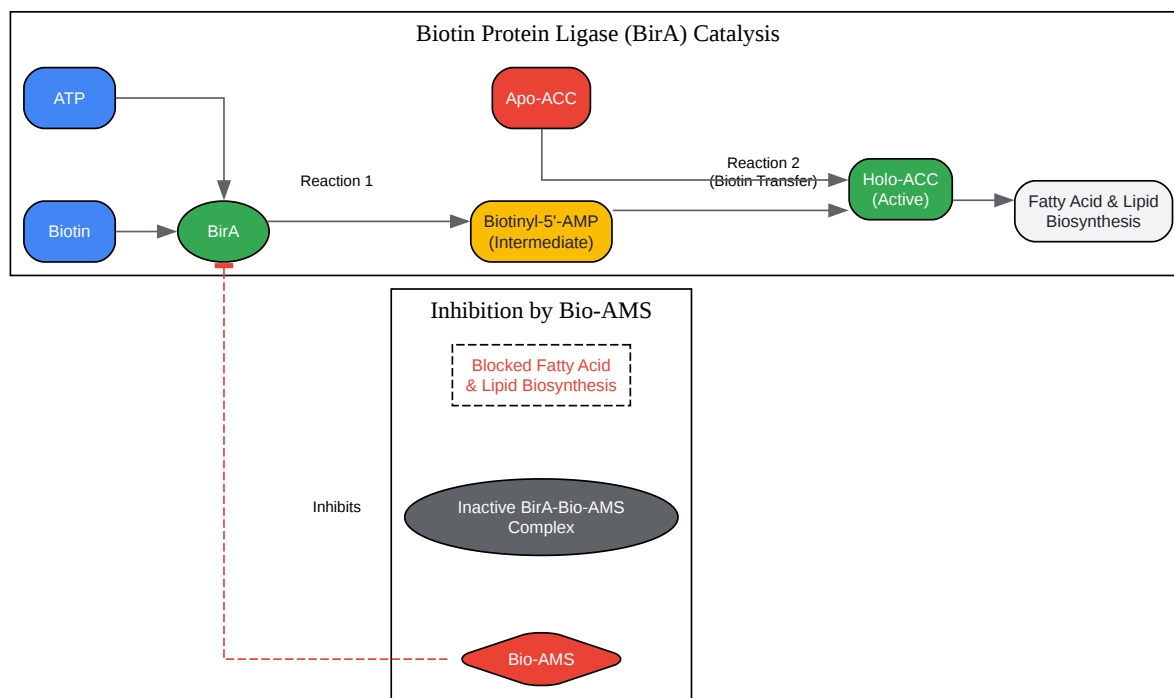 Biotin Protein Ligase (BirA) Catalysis
ATP
Apo-ACC
Reaction 1
Reaction 2
(Biotin Transfer)
Holo-ACC
(Active)
Fatty Acid & Lipid
Biosynthesis
Biotin
BirA
Biotinyl-5'-AMP
(Intermediate)
Inhibition by Bio-AMS
Blocked Fatty Acid
& Lipid Biosynthesis
Inhibits
Inactive BirA-Bio-AMS
Complex
Bio-AMS